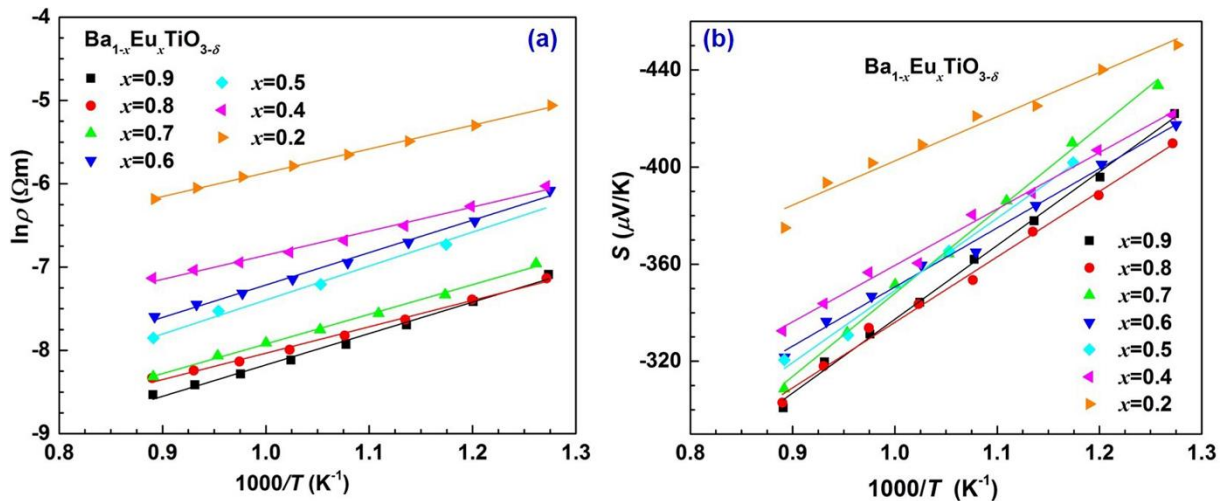 (a)
Ba1-xEuxTiO3-δ
x=0.9
x=0.8
x=0.7
x=0.6
x=0.5
x=0.4
x=0.2
lnρ (Ωm)
-4
-5
-6
-7
-8
-9
0.8 0.9 1.0 1.1 1.2 1.3
1000/T (K-1)
(b)
Ba1-xEuxTiO3-δ
S (μV/K)
-440
-400
-360
-320
x=0.9
x=0.8
x=0.7
x=0.6
x=0.5
x=0.4
x=0.2
0.8 0.9 1.0 1.1 1.2 1.3
1000/T (K-1)